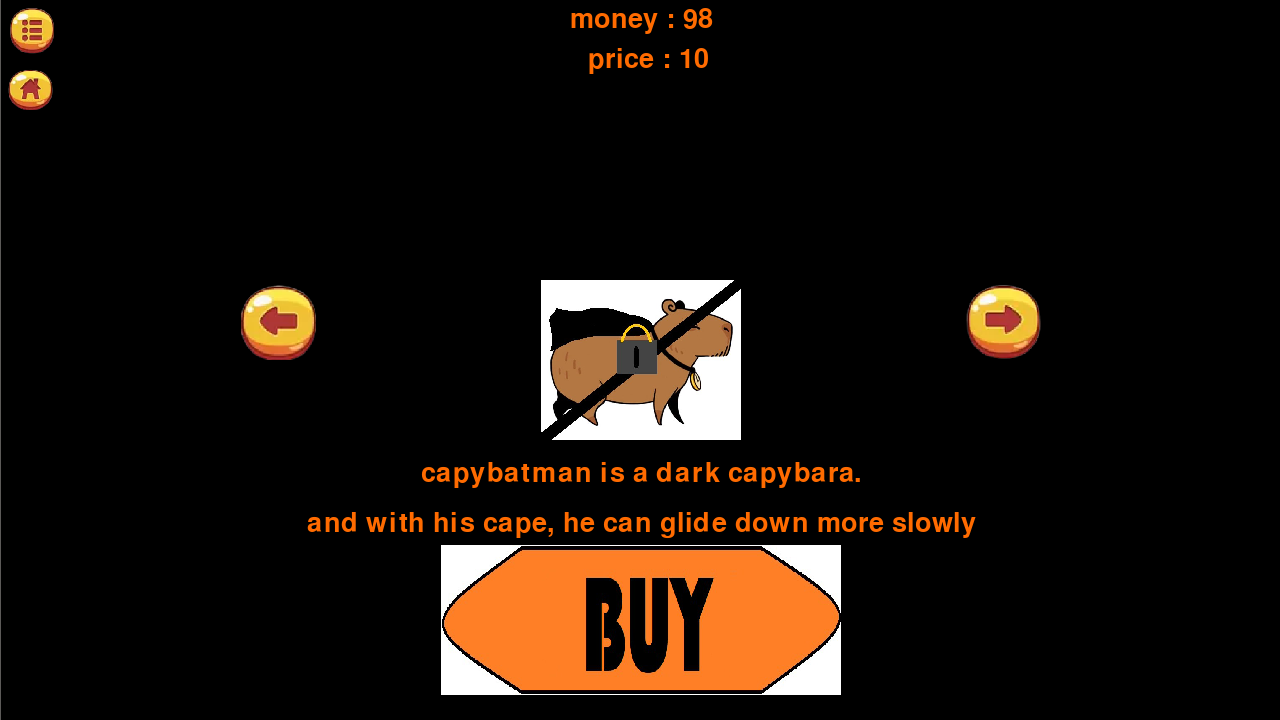 money : 98
price : 10
capybatman is a dark capybara.
and with his cape, he can glide down more slowly
BUY